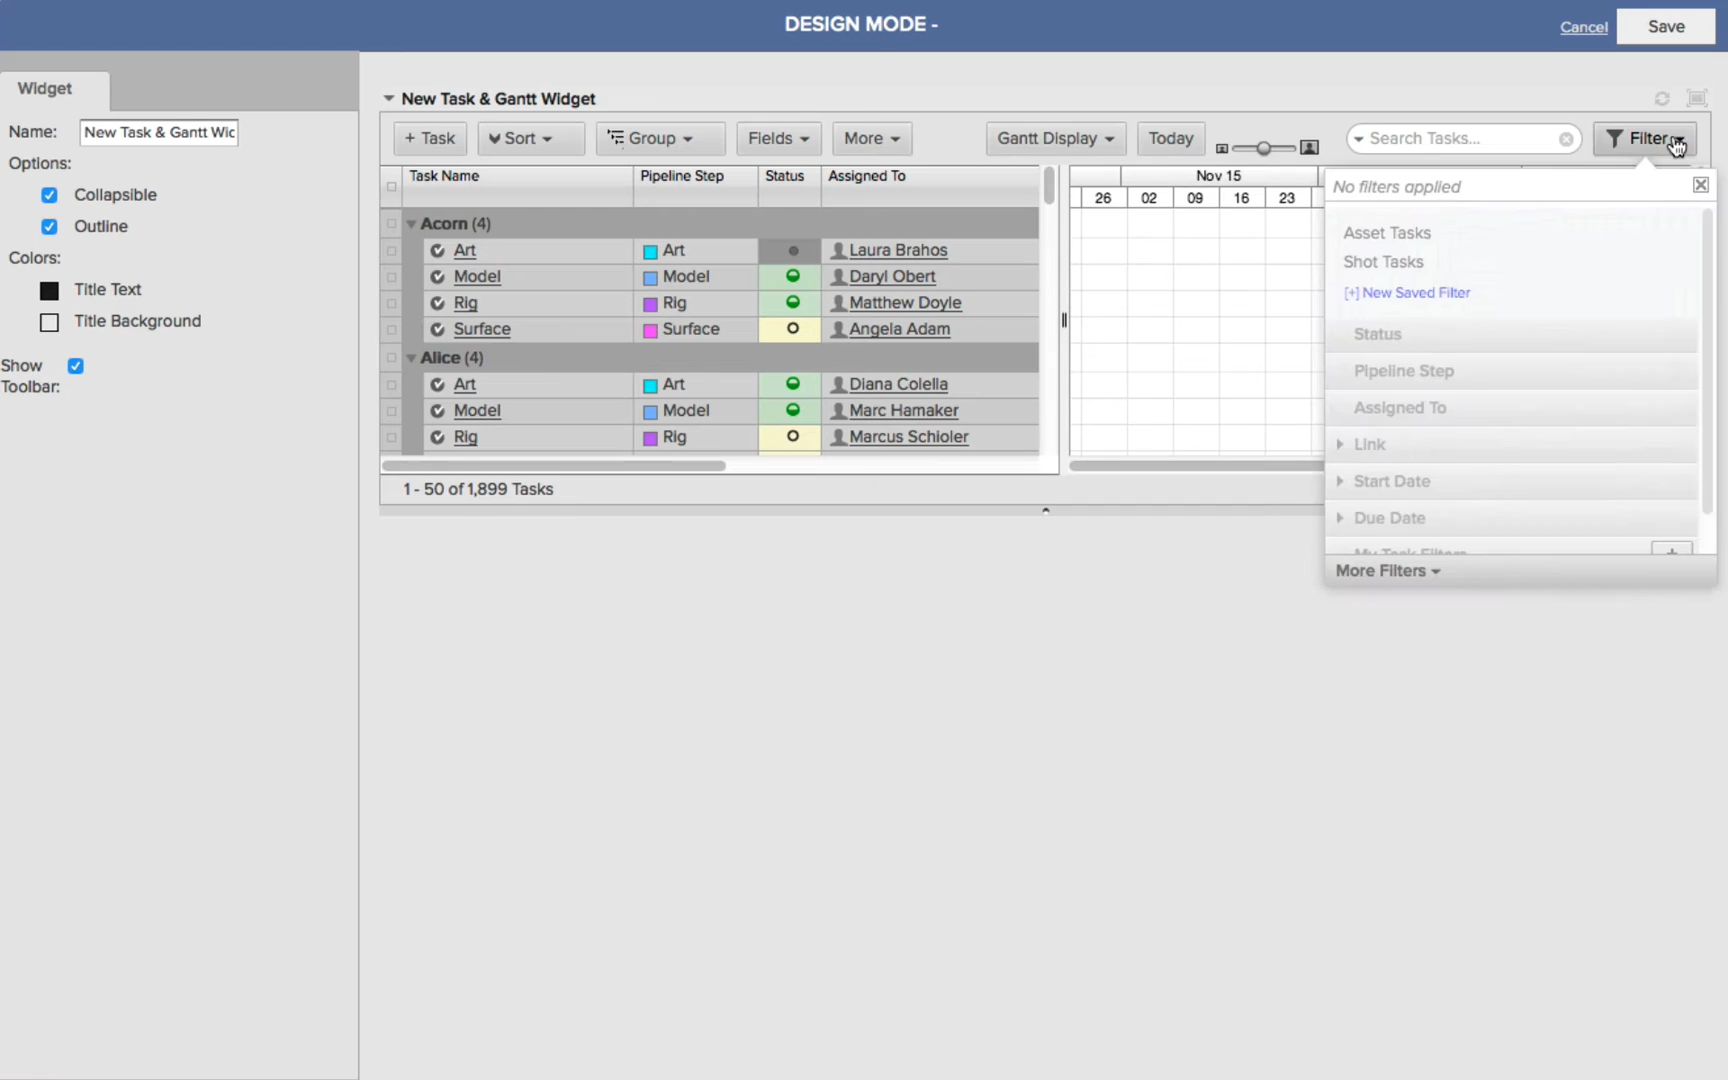 DESIGN MODE -
Cancel
Save
Widget
Name: New Task & Gantt Wic
Options:
Collapsible
Outline
Colors:
Title Text
Title Background
Show
Toolbar:
New Task & Gantt Widget
+ Task
Sort
Group
Fields
More
Gantt Display
Today
Search Tasks...
Filter
Task Name
Pipeline Step
Status
Assigned To
Nov 15
26 02 09 16 23
Acorn (4)
Art Art Laura Brahos
Model Model Daryl Obert
Rig Rig Matthew Doyle
Surface Surface Angela Adam
Alice (4)
Art Art Diana Colella
Model Model Marc Hamaker
Rig Rig Marcus Schioler
1 - 50 of 1,899 Tasks
No filters applied
Asset Tasks
Shot Tasks
[+] New Saved Filter
Status
Pipeline Step
Assigned To
Link
Start Date
Due Date
My Task Filters
More Filters